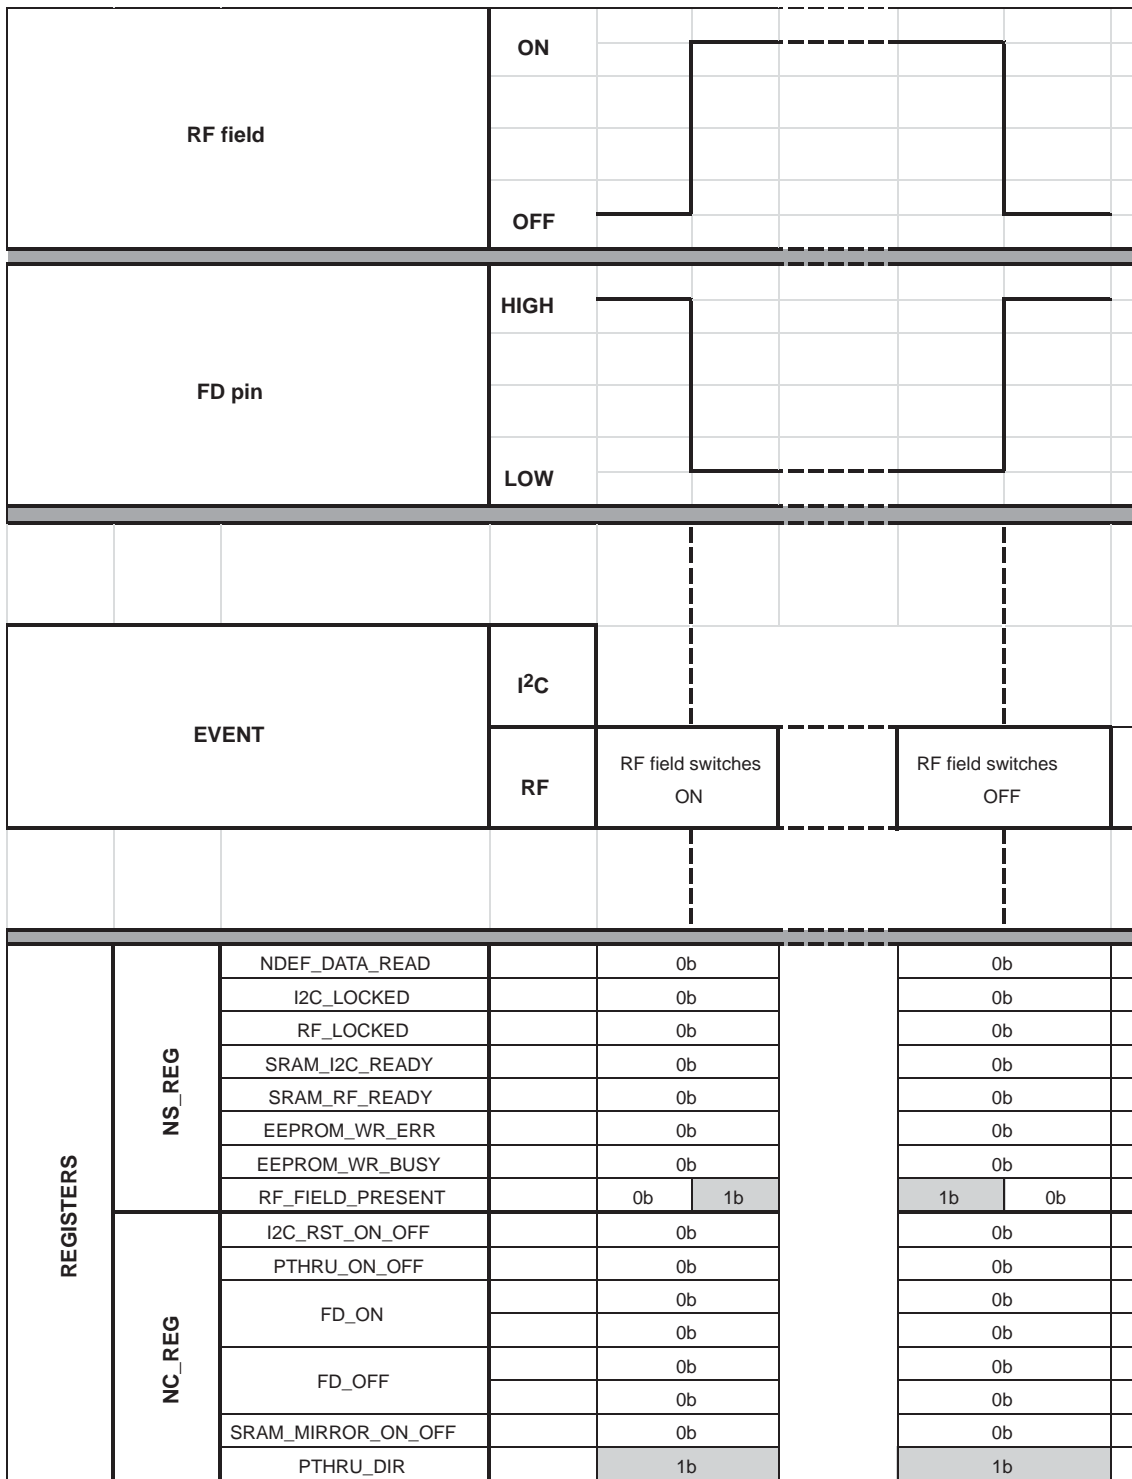 ON
RF field
OFF
HIGH
FD pin
LOW
I2C
EVENT
RF
RF field switches
ON
RF field switches
OFF
REGISTERS
NS_REG
NDEF_DATA_READ 0b 0b
I2C_LOCKED 0b 0b
RF_LOCKED 0b 0b
SRAM_I2C_READY 0b 0b
SRAM_RF_READY 0b 0b
EEPROM_WR_ERR 0b 0b
EEPROM_WR_BUSY 0b 0b
RF_FIELD_PRESENT 0b 1b 1b 0b
NC_REG
I2C_RST_ON_OFF 0b 0b
PTHRU_ON_OFF 0b 0b
FD_ON
0b 0b
0b 0b
FD_OFF
0b 0b
0b 0b
SRAM_MIRROR_ON_OFF 0b 0b
PTHRU_DIR 1b 1b